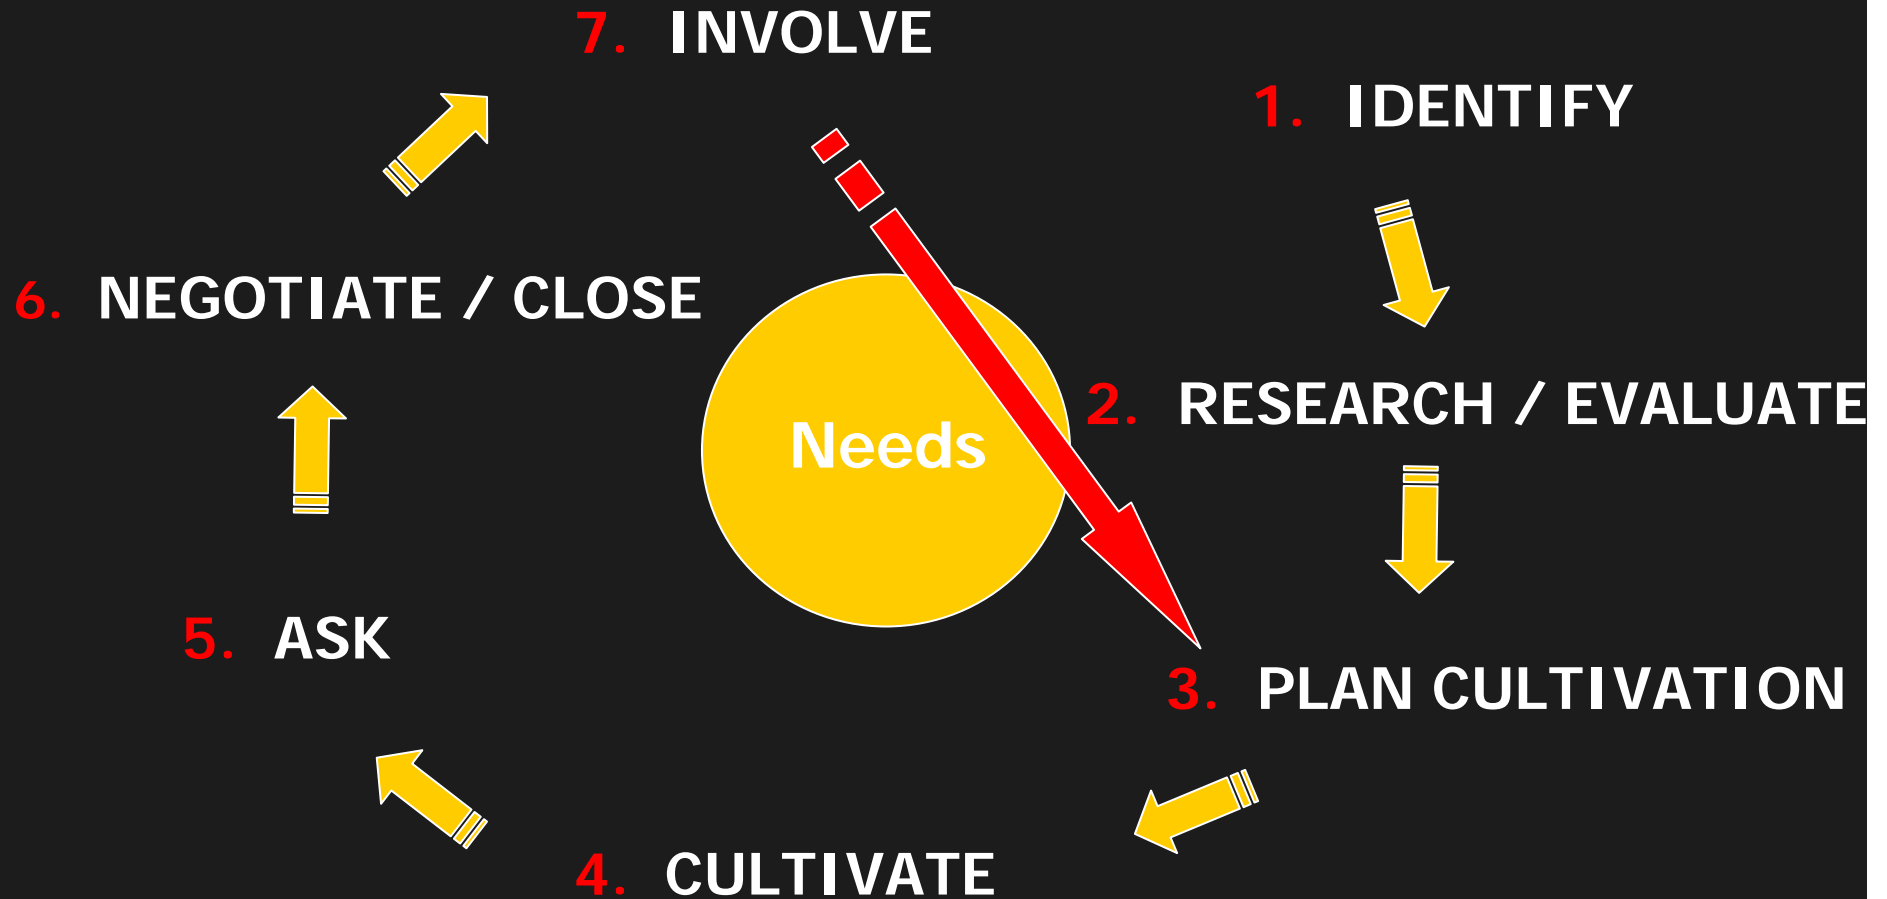 7. INVOLVE
1. IDENTIFY
6. NEGOTIATE / CLOSE
2. RESEARCH / EVALUATE
Needs
5. ASK
3. PLAN CULTIVATION
4. CULTIVATE